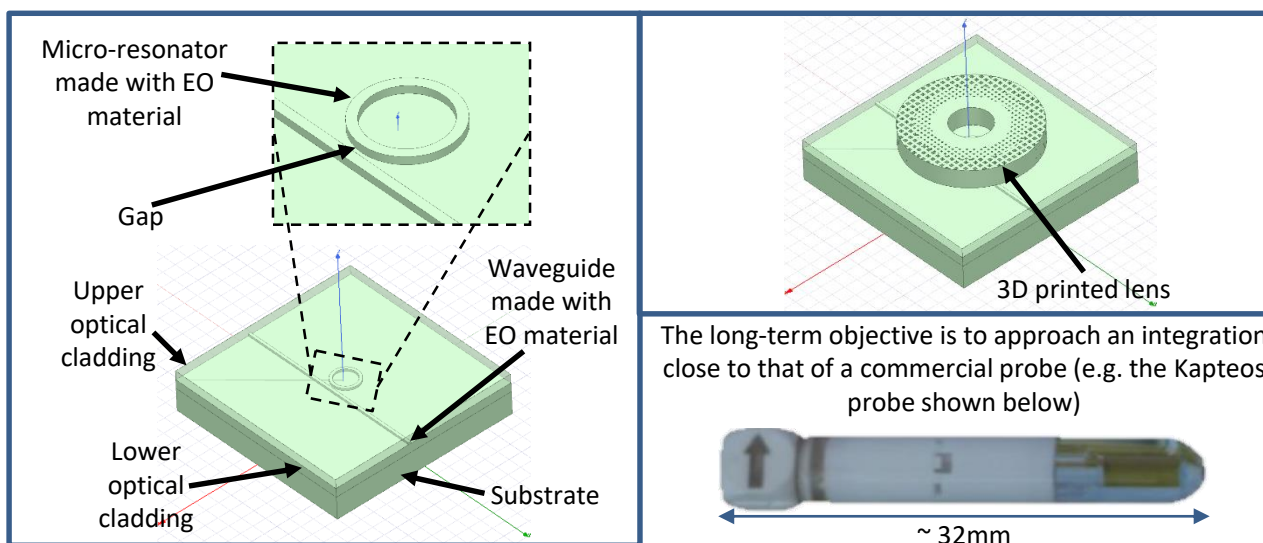 Micro-resonator
made with EO
material
Gap
Upper
optical
cladding
Waveguide
made with
EO material
Lower
optical
cladding
Substrate
3D printed lens
The long-term objective is to approach an integration
close to that of a commercial probe (e.g. the Kapteos
probe shown below)
~ 32mm